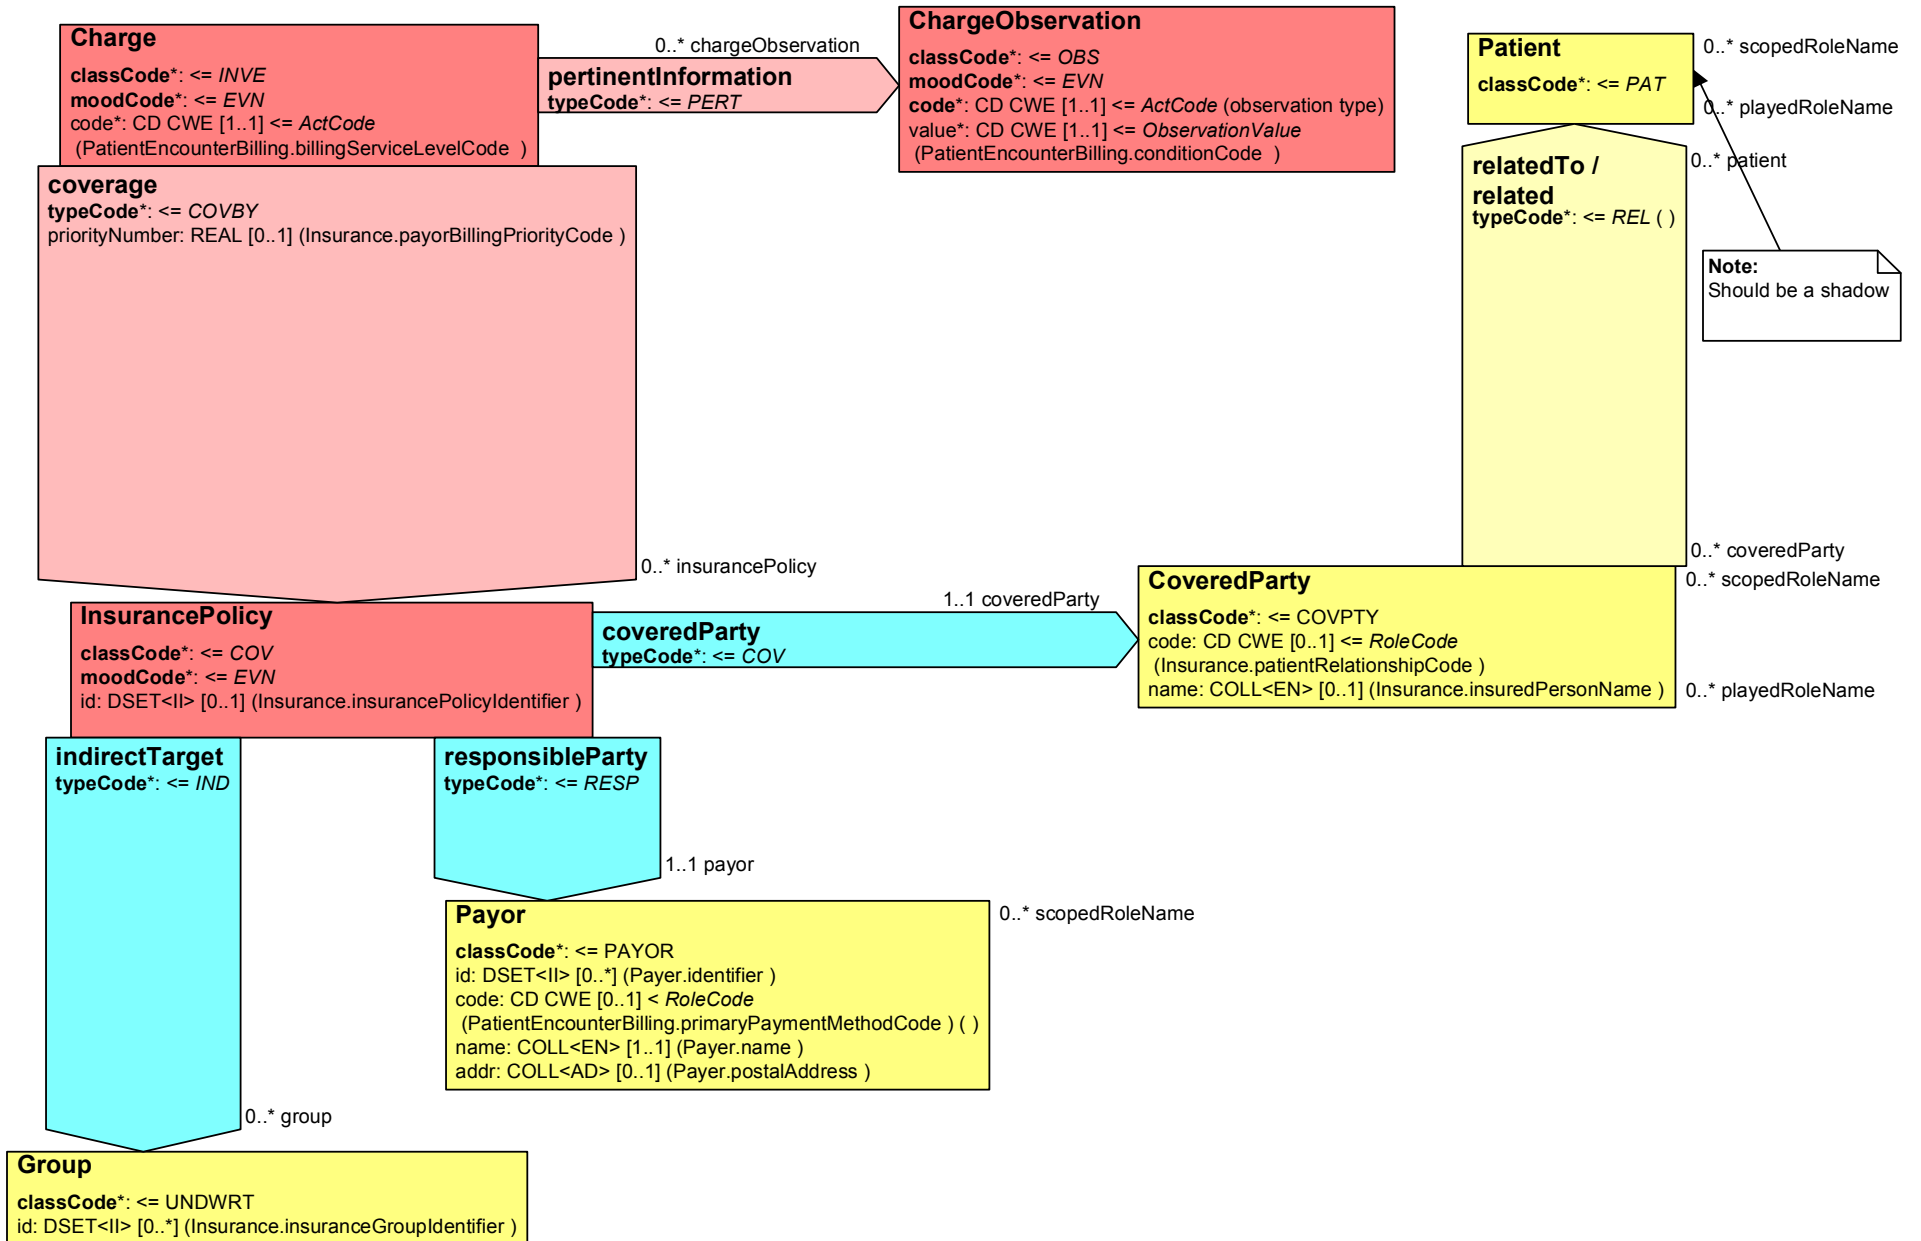 Charge
classCode*: <= INVE
moodCode*: <= EVN
code*: CD CWE [1..1] <= ActCode
(PatientEncounterBilling.billingServiceLevelCode )
0..* chargeObservation
pertinentInformation
typeCode*: <= PERT
ChargeObservation
classCode*: <= OBS
moodCode*: <= EVN
code*: CD CWE [1..1] <= ActCode (observation type)
value*: CD CWE [1..1] <= ObservationValue
(PatientEncounterBilling.conditionCode )
Patient
classCode*: <= PAT
0..* scopedRoleName
0..* playedRoleName
0..* patient
relatedTo /
related
typeCode*: <= REL ( )
Note:
Should be a shadow
coverage
typeCode*: <= COVBY
priorityNumber: REAL [0..1] (Insurance.payorBillingPriorityCode )
0..* insurancePolicy
0..* coveredParty
InsurancePolicy
classCode*: <= COV
moodCode*: <= EVN
id: DSET<II> [0..1] (Insurance.insurancePolicyIdentifier )
1..1 coveredParty
coveredParty
typeCode*: <= COV
CoveredParty
classCode*: <= COVPTY
code: CD CWE [0..1] <= RoleCode
(Insurance.patientRelationshipCode )
name: COLL<EN> [0..1] (Insurance.insuredPersonName )
0..* scopedRoleName
0..* playedRoleName
indirectTarget
typeCode*: <= IND
responsibleParty
typeCode*: <= RESP
1..1 payor
Payor
classCode*: <= PAYOR
id: DSET<II> [0..*] (Payer.identifier )
code: CD CWE [0..1] < RoleCode
(PatientEncounterBilling.primaryPaymentMethodCode ) ( )
name: COLL<EN> [1..1] (Payer.name )
addr: COLL<AD> [0..1] (Payer.postalAddress )
0..* scopedRoleName
0..* group
Group
classCode*: <= UNDWRT
id: DSET<II> [0..*] (Insurance.insuranceGroupIdentifier )